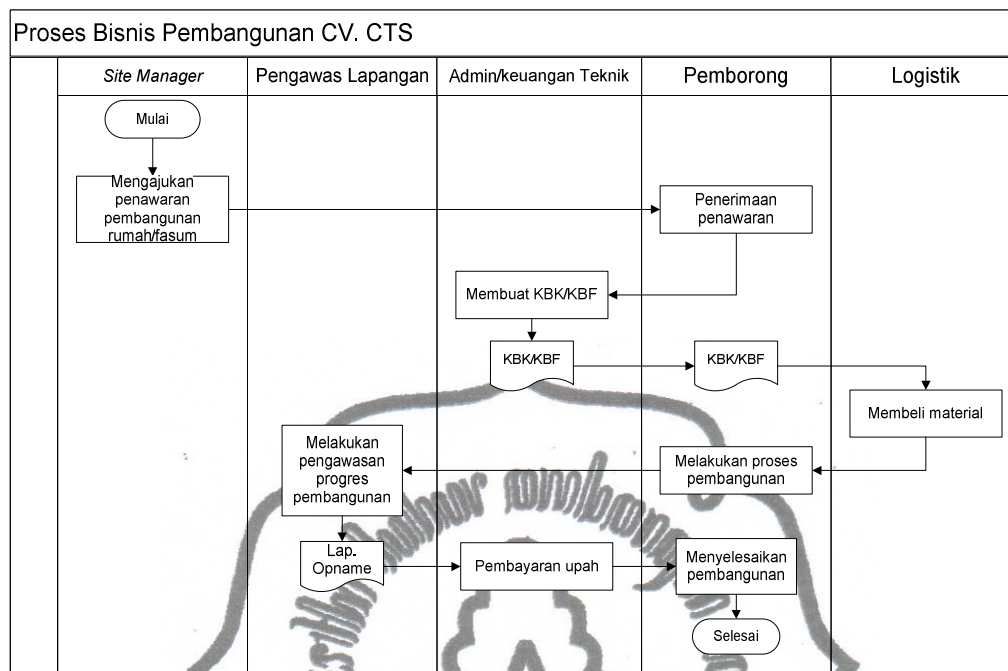 Proses Bisnis Pembangunan CV. CTS
Site Manager
Pengawas Lapangan
Admin/keuangan Teknik
Pemborong
Logistik
Mulai
Mengajukan
penawaran
pembangunan
rumah/fasum
Penerimaan
penawaran
Membuat KBK/KBF
KBK/KBF
KBK/KBF
Membeli material
Melakukan
pengawasan
progres
pembangunan
Melakukan proses
pembangunan
Lap.
Opname
Pembayaran upah
Menyelesaikan
pembangunan
Selesai